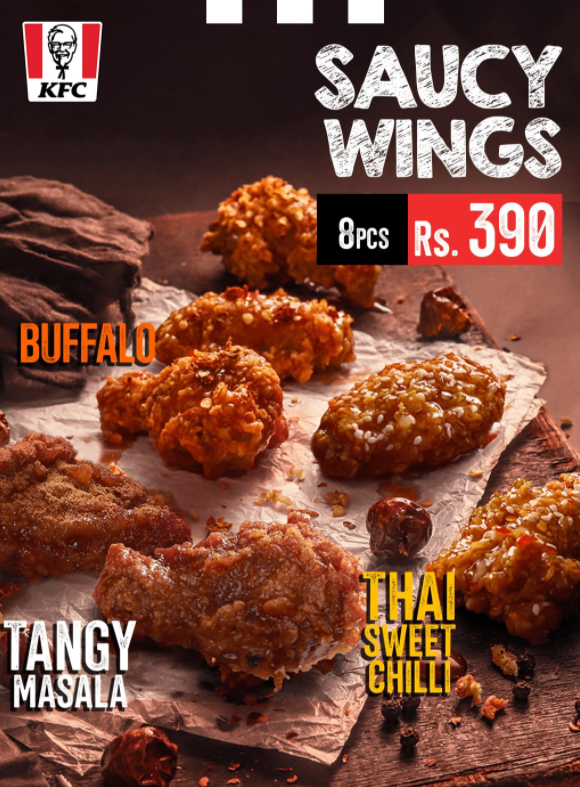 KFC
SAUCY
WINGS
8PCS
Rs. 390
BUFFALO
TANGY
MASALA
THAI
SWEET
CHILLI